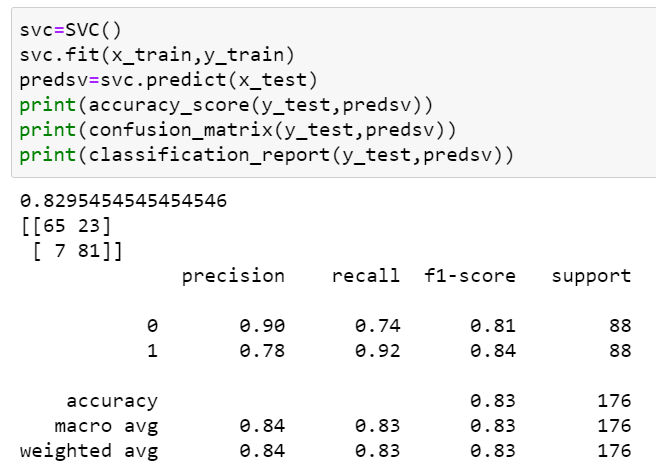 svc=SVC()
svc.fit(x_train,y_train)
predsv=svc.predict(x_test)
print(accuracy_score(y_test,predsv))
print(confusion_matrix(y_test,predsv))
print(classification_report(y_test,predsv))
0.8295454545454546
[[65 23]
 [ 7 81]]
              precision    recall  f1-score   support

           0       0.90      0.74      0.81        88
           1       0.78      0.92      0.84        88

    accuracy                           0.83       176
   macro avg       0.84      0.83      0.83       176
weighted avg       0.84      0.83      0.83       176